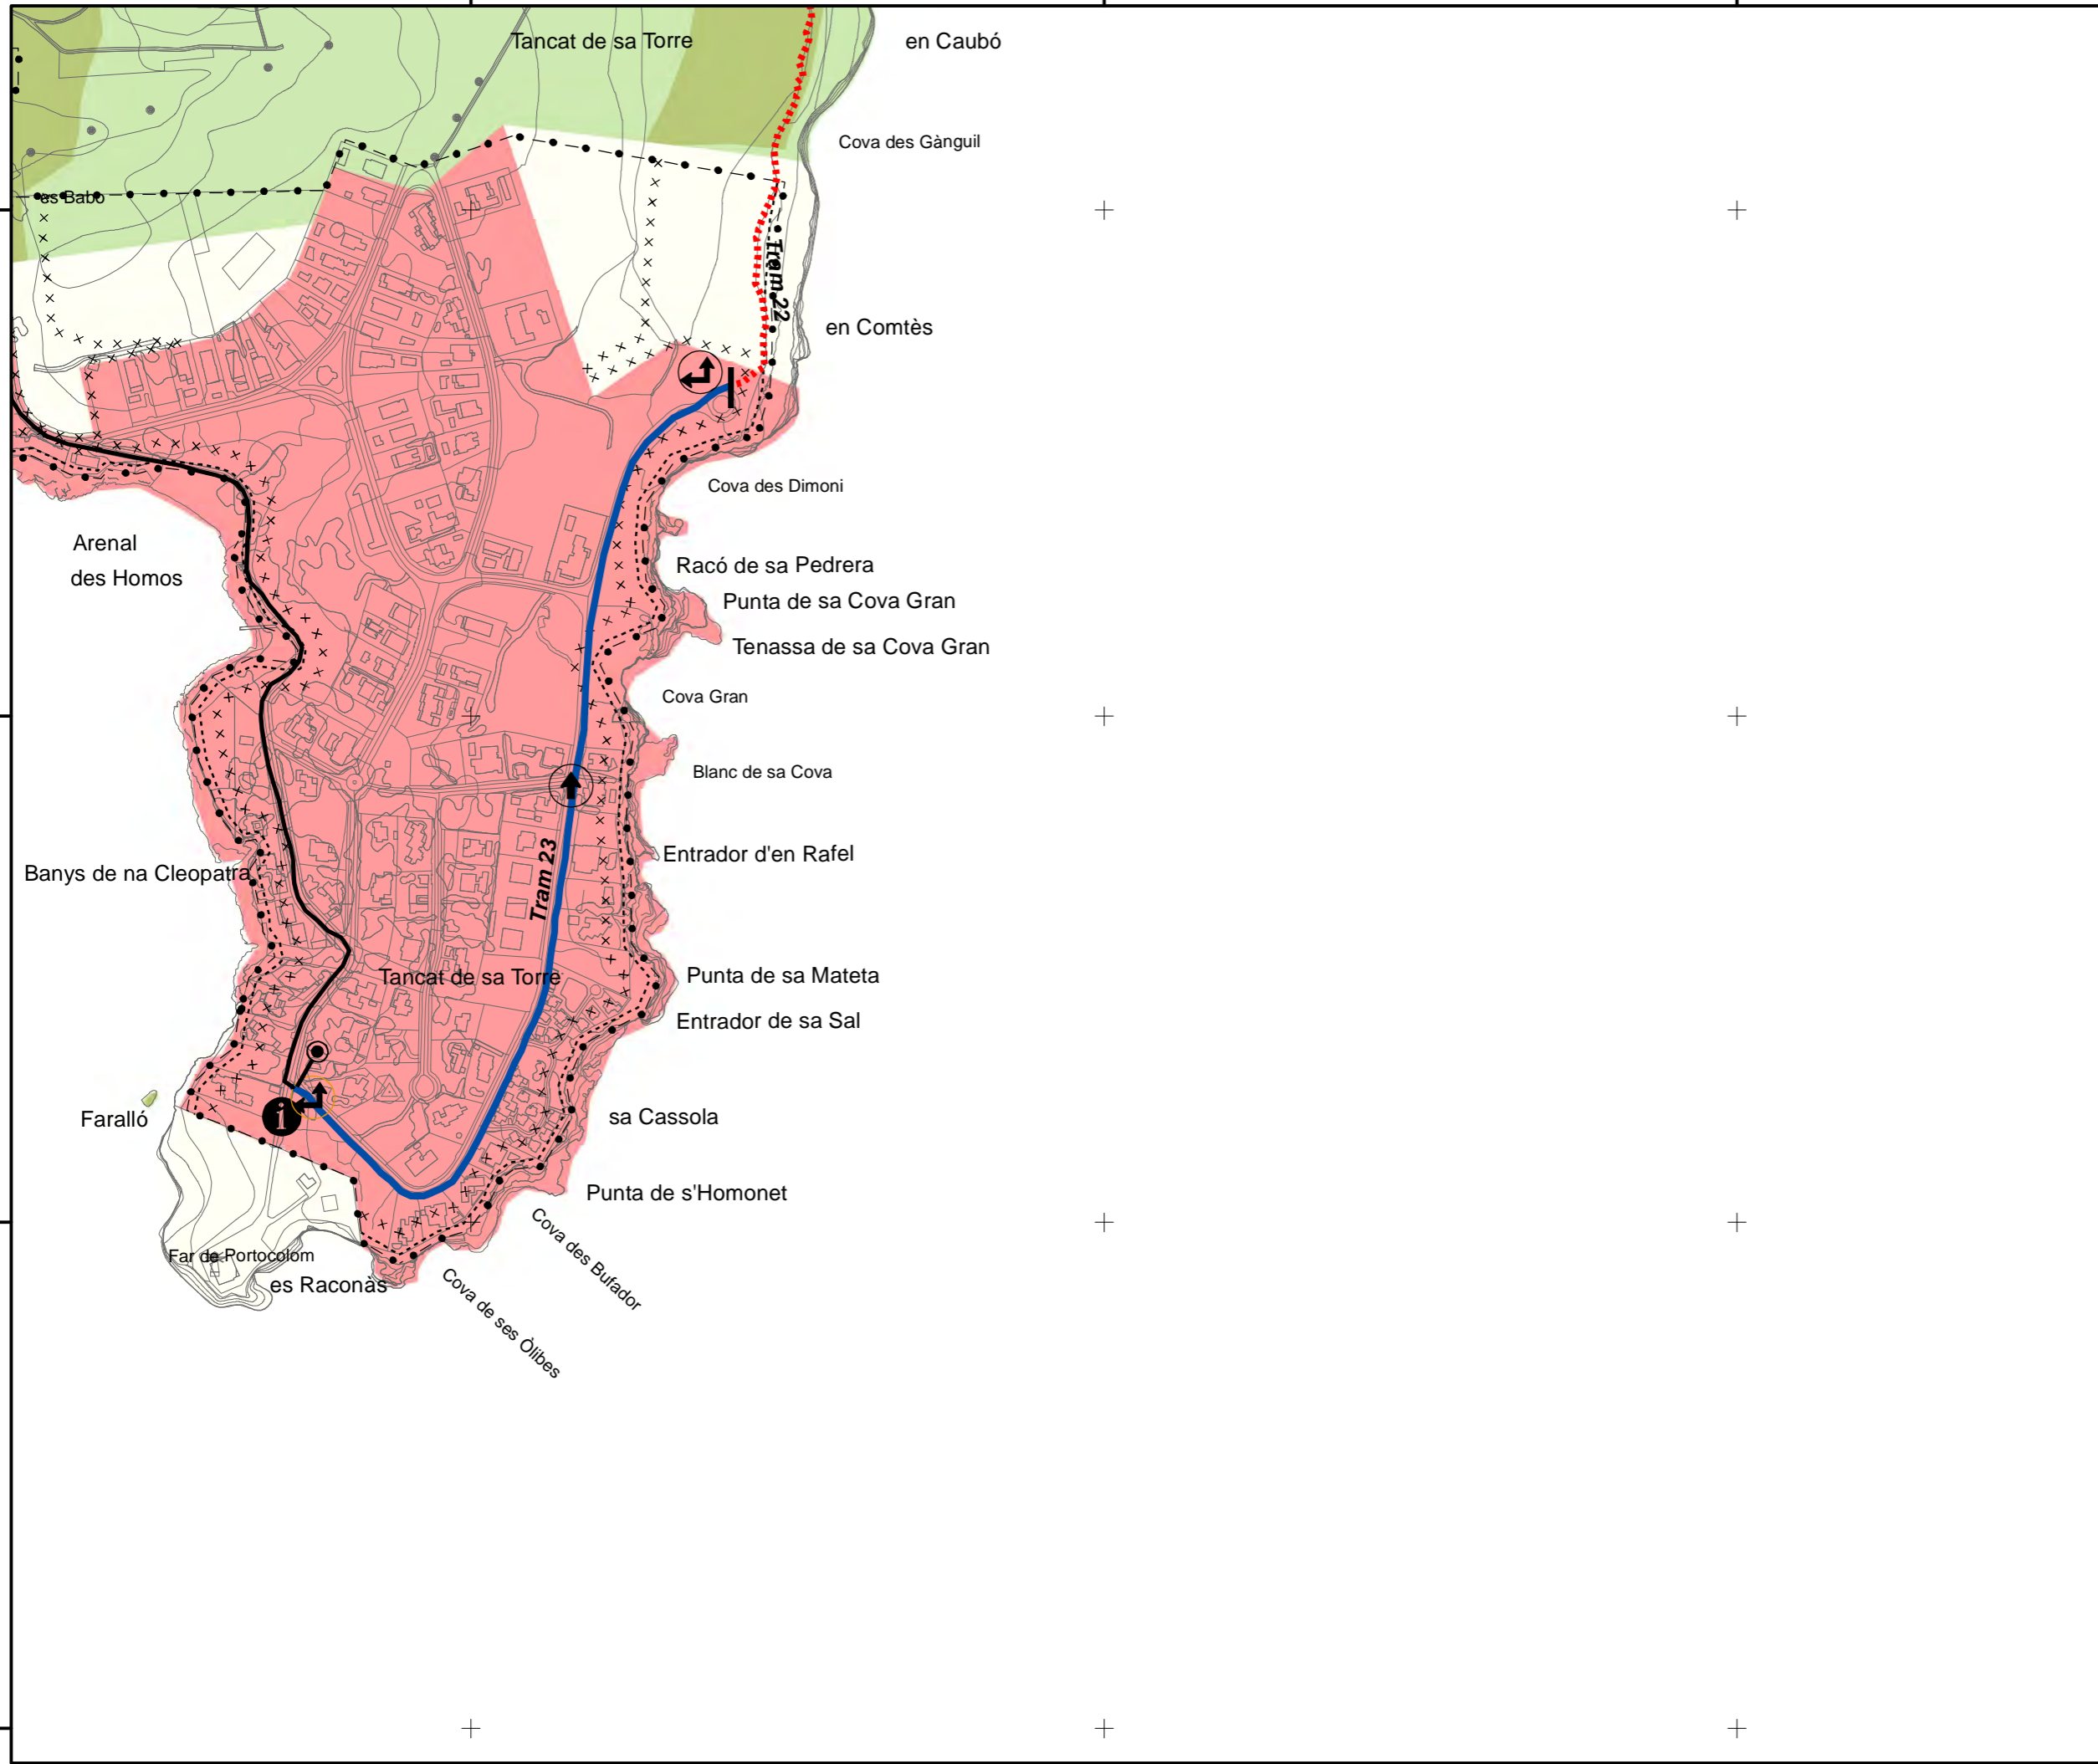 Tancat de sa Torre
en Caubó
Cova des Gànguil
es Babo
Tram 22
en Comtès
Cova des Dimoni
Arenal
des Homos
Racó de sa Pedrera
Punta de sa Cova Gran
Tenassa de sa Cova Gran
Cova Gran
Blanc de sa Cova
Entrador d'en Rafel
Tram 23
Banys de na Cleopatra
Tancat de sa Torre
Punta de sa Mateta
Entrador de sa Sal
i
Faralló
sa Cassola
Punta de s'Homonet
Cova des Bufador
Far de Portocolom
es Raconàs
Cova de ses Òlibes